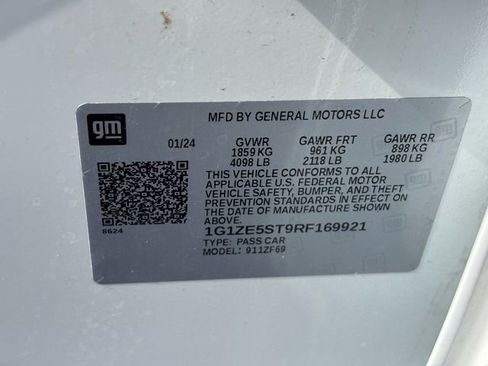 gm
MFD BY GENERAL MOTORS LLC
01/24 GVWR GAWR FRT GAWR RR
1859 KG 961 KG 898 KG
4098 LB 2118 LB 1980 LB
THIS VEHICLE CONFORMS TO ALL
APPLICABLE U.S. FEDERAL MOTOR
VEHICLE SAFETY, BUMPER, AND THEFT
PREVENTION STANDARDS IN EFFECT ON
THE DATE OF MANUFACTURE SHOWN
ABOVE.
8624
1G1ZE5ST9RF169921
TYPE: PASS CAR
MODEL: 911ZF69